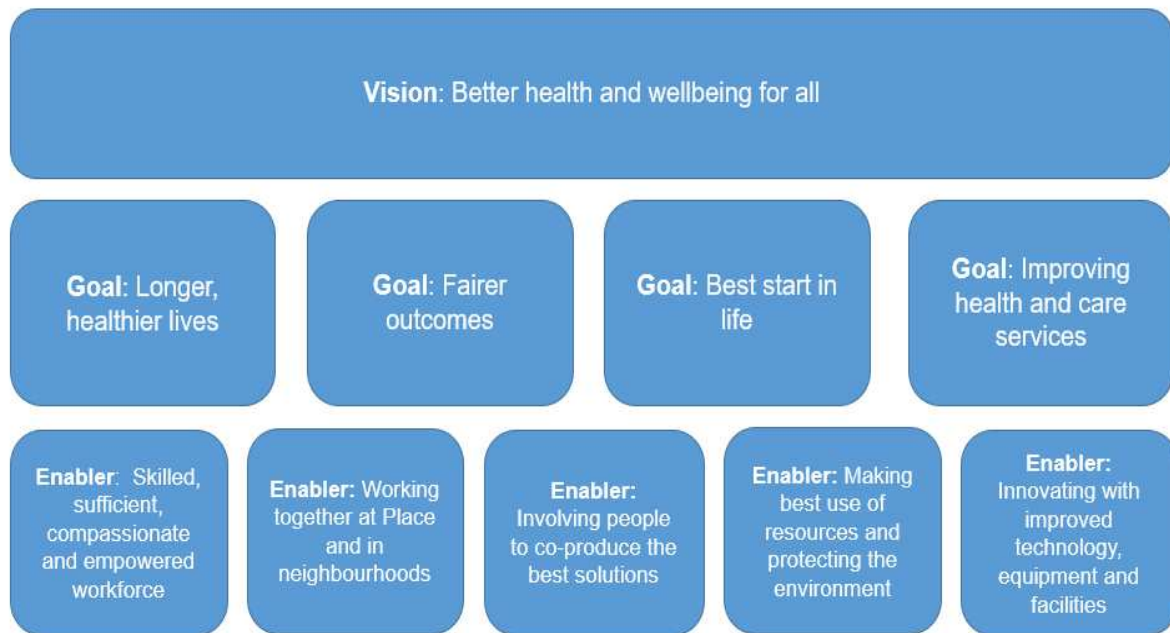 Vision: Better health and wellbeing for all
Goal: Longer,
healthier lives
Goal: Fairer
outcomes
Goal: Best start in
life
Goal: Improving
health and care
services
Enabler: Skilled,
sufficient,
compassionate
and empowered
workforce
Enabler: Working
together at Place
and in
neighbourhoods
Enabler:
Involving people
to co-produce the
best solutions
Enabler: Making
best use of
resources and
protecting the
environment
Enabler:
Innovating with
improved
technology,
equipment and
facilities